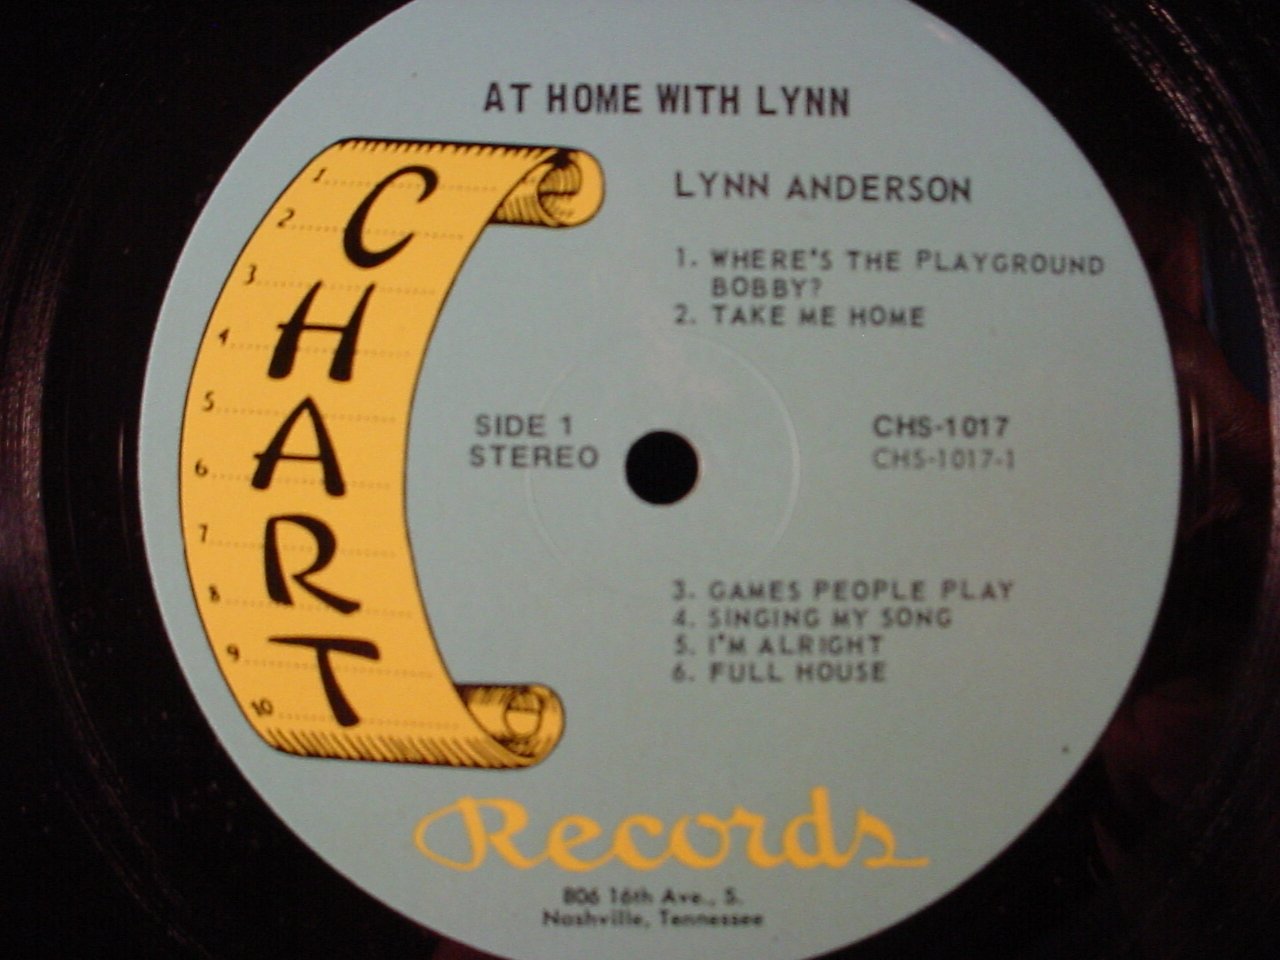 AT HOME WITH LYNN
LYNN ANDERSON
1. WHERE'S THE PLAYGROUND
BOBBY?
2. TAKE ME HOME
SIDE 1
STEREO
CHS-1017
CHS-1017-1
3. GAMES PEOPLE PLAY
4. SINGING MY SONG
5. I'M ALRIGHT
6. FULL HOUSE
1
2
3
4
5
6
7
8
9
10
CHART
Records
806 16th Ave., S.
Nashville, Tennessee